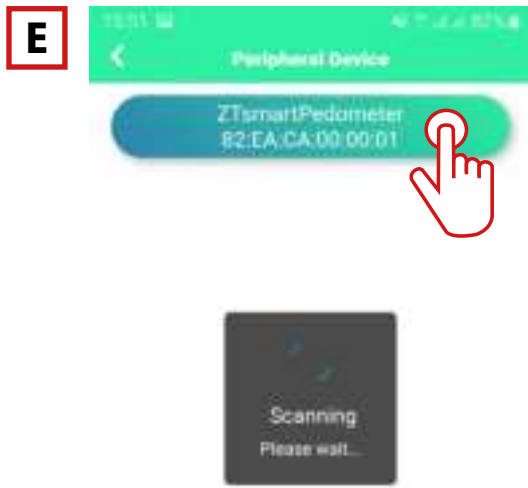 E
Peripheral Device
ZTsmartPedometer
82:EA:CA:00:00:01
Scanning
Please wait...